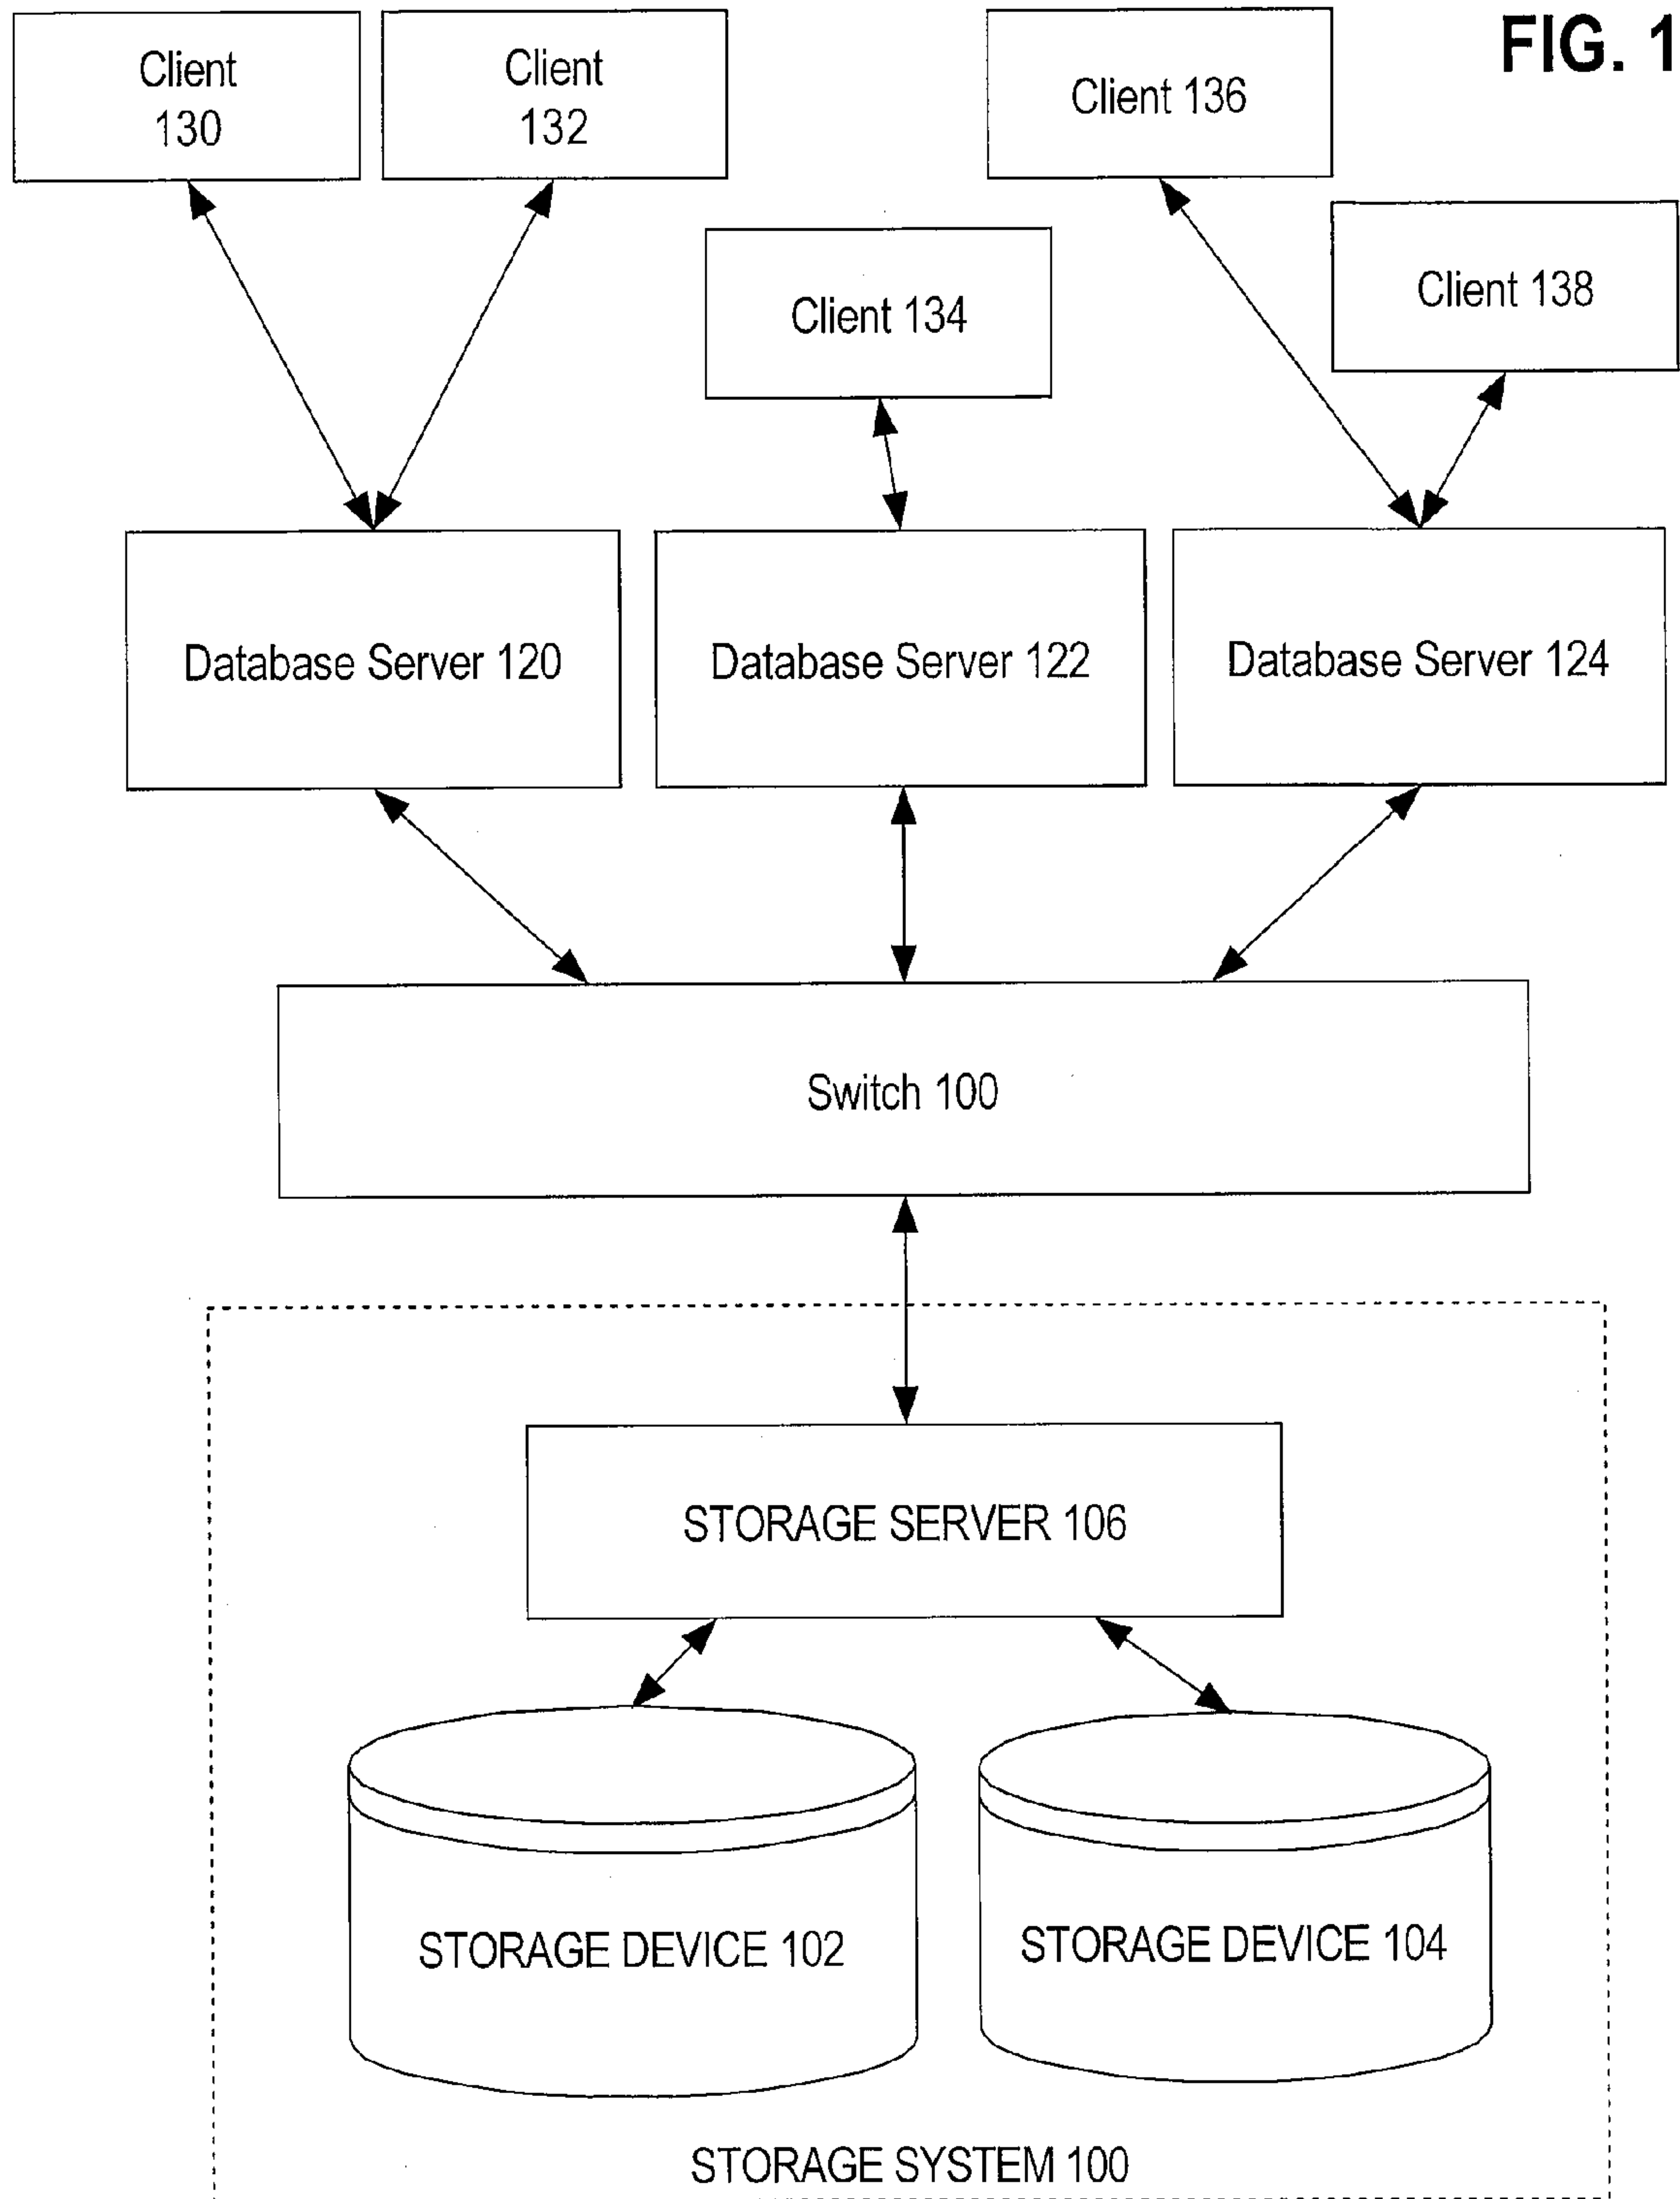 FIG. 1
Client
130
Client
132
Client 136
Client 138
Client 134
Database Server 120
Database Server 122
Database Server 124
Switch 100
STORAGE SERVER 106
STORAGE DEVICE 102
STORAGE DEVICE 104
STORAGE SYSTEM 100